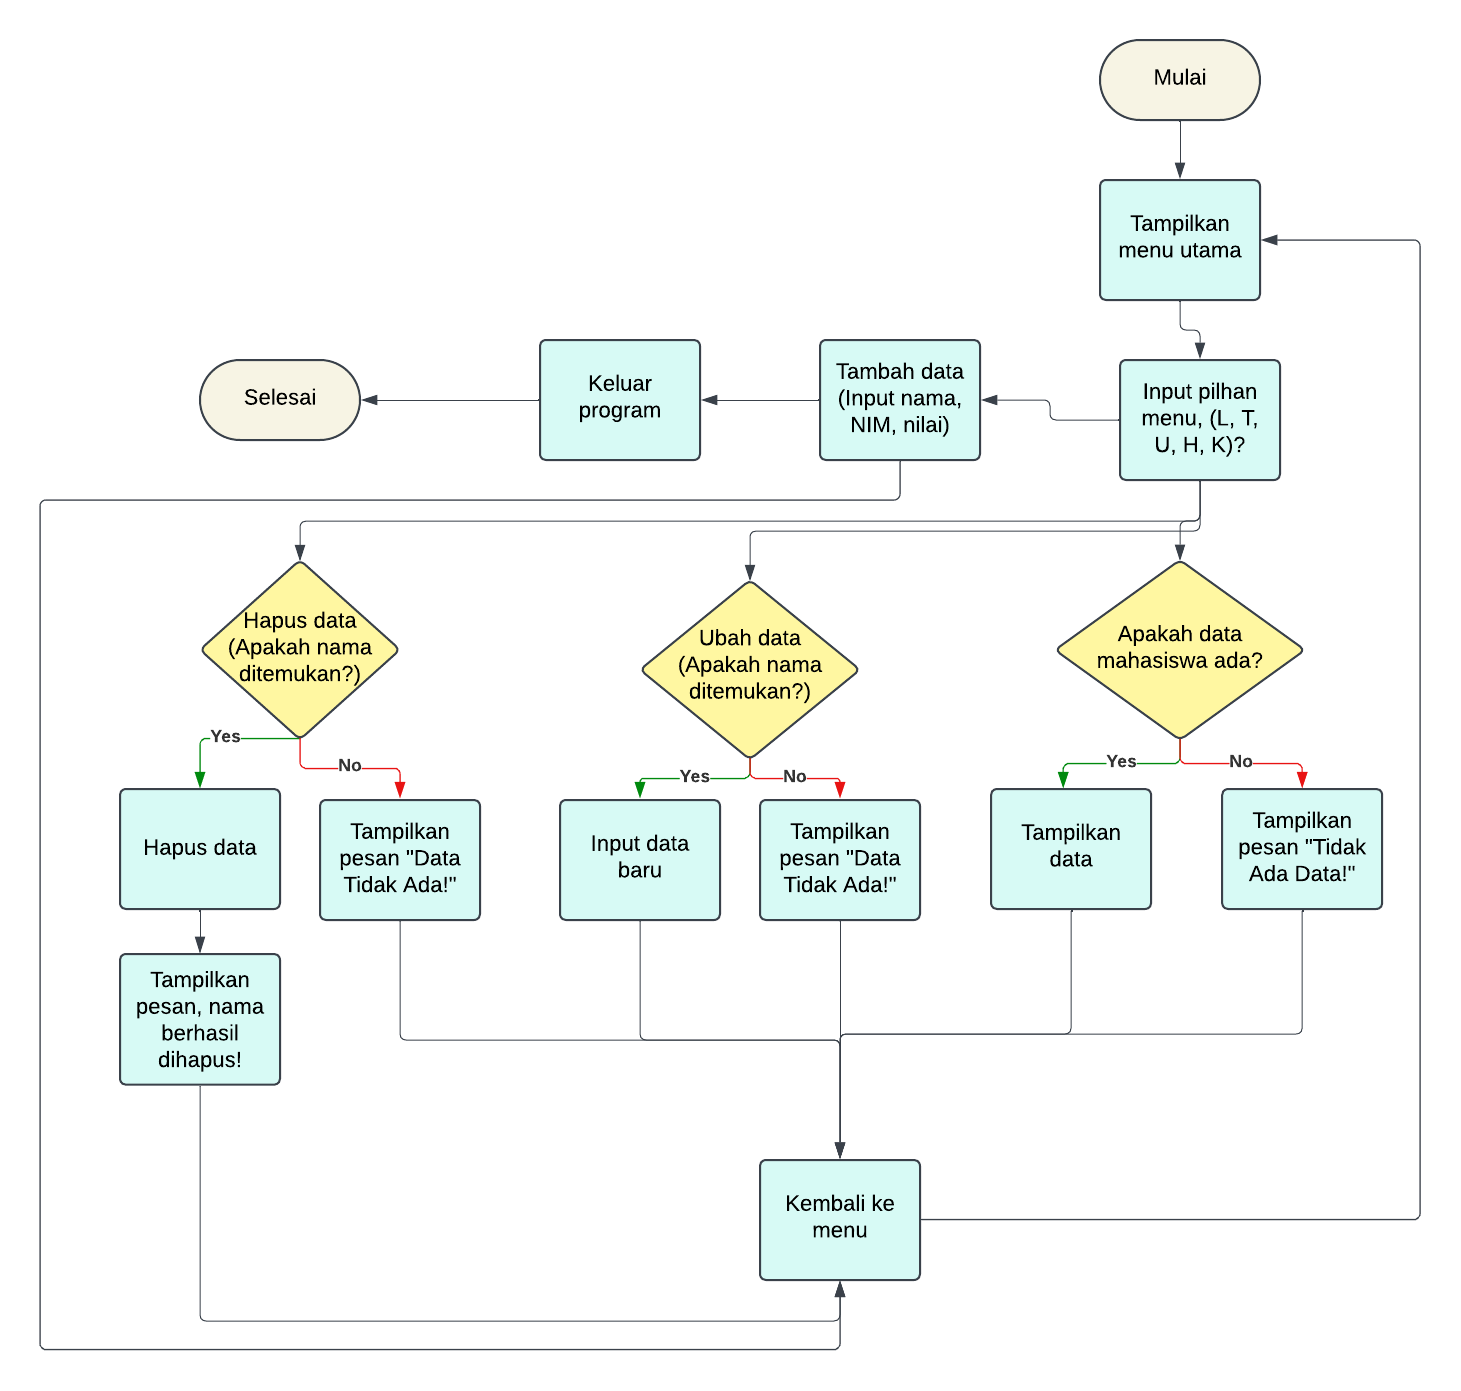 Mulai
Tampilkan
menu utama
Input pilhan
menu, (L, T,
U, H, K)?
Tambah data
(Input nama,
NIM, nilai)
Keluar
program
Selesai
Hapus data
(Apakah nama
ditemukan?)
Ubah data
(Apakah nama
ditemukan?)
Apakah data
mahasiswa ada?
Yes
No
Yes
No
Yes
No
Hapus data
Tampilkan
pesan "Data
Tidak Ada!"
Input data
baru
Tampilkan
pesan "Data
Tidak Ada!"
Tampilkan
data
Tampilkan
pesan "Tidak
Ada Data!"
Tampilkan
pesan, nama
berhasil
dihapus!
Kembali ke
menu